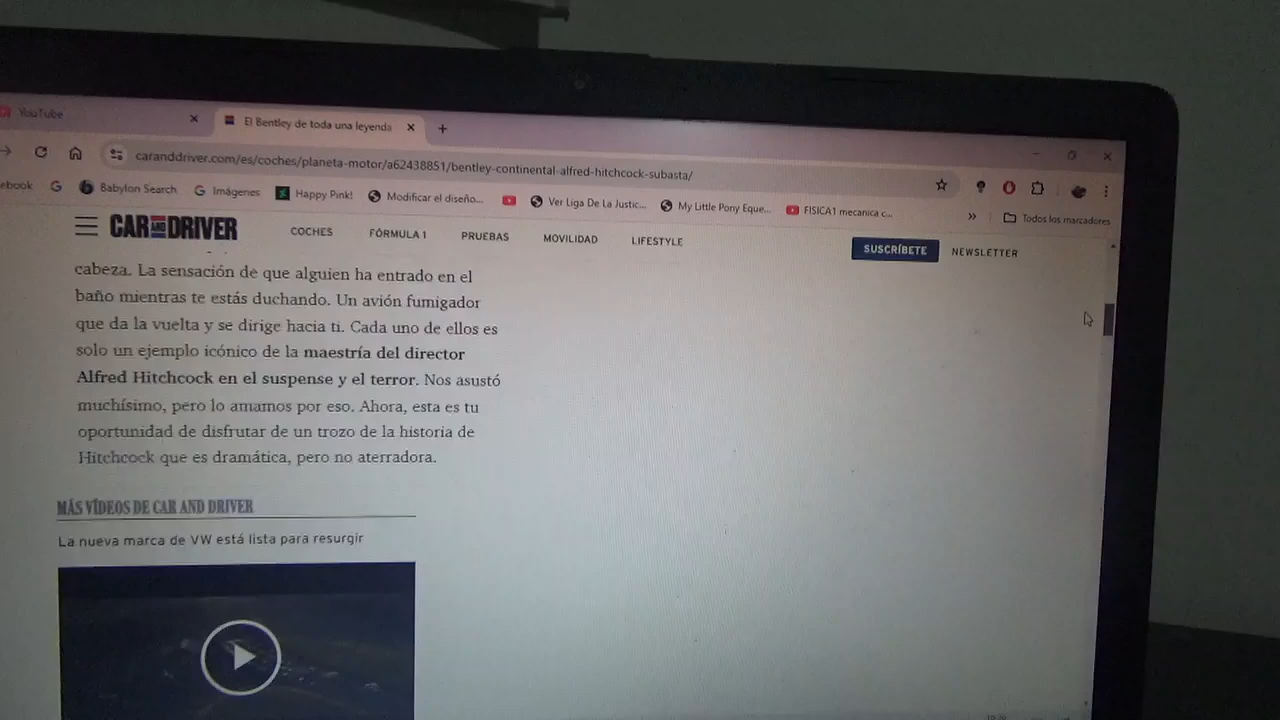 YouTube
El Bentley de toda una leyenda
caranddriver.com/es/coches/planeta-motor/a62438851/bentley-continental-alfred-hitchcock-subasta/
ebook
Babylon Search
Imágenes
Happy Pink!
Modificar el diseño...
Ver Liga De La Justic...
My Little Pony Eque...
FISICA1 mecanica c...
»
Todos los marcadores
CAR AND DRIVER
COCHES
FÓRMULA 1
PRUEBAS
MOVILIDAD
LIFESTYLE
SUSCRÍBETE
NEWSLETTER
cabeza. La sensación de que alguien ha entrado en el
baño mientras te estás duchando. Un avión fumigador
que da la vuelta y se dirige hacia ti. Cada uno de ellos es
solo un ejemplo icónico de la maestría del director
Alfred Hitchcock en el suspense y el terror. Nos asustó
muchísimo, pero lo amamos por eso. Ahora, esta es tu
oportunidad de disfrutar de un trozo de la historia de
Hitchcock que es dramática, pero no aterradora.
MÁS VÍDEOS DE CAR AND DRIVER
La nueva marca de VW está lista para resurgir